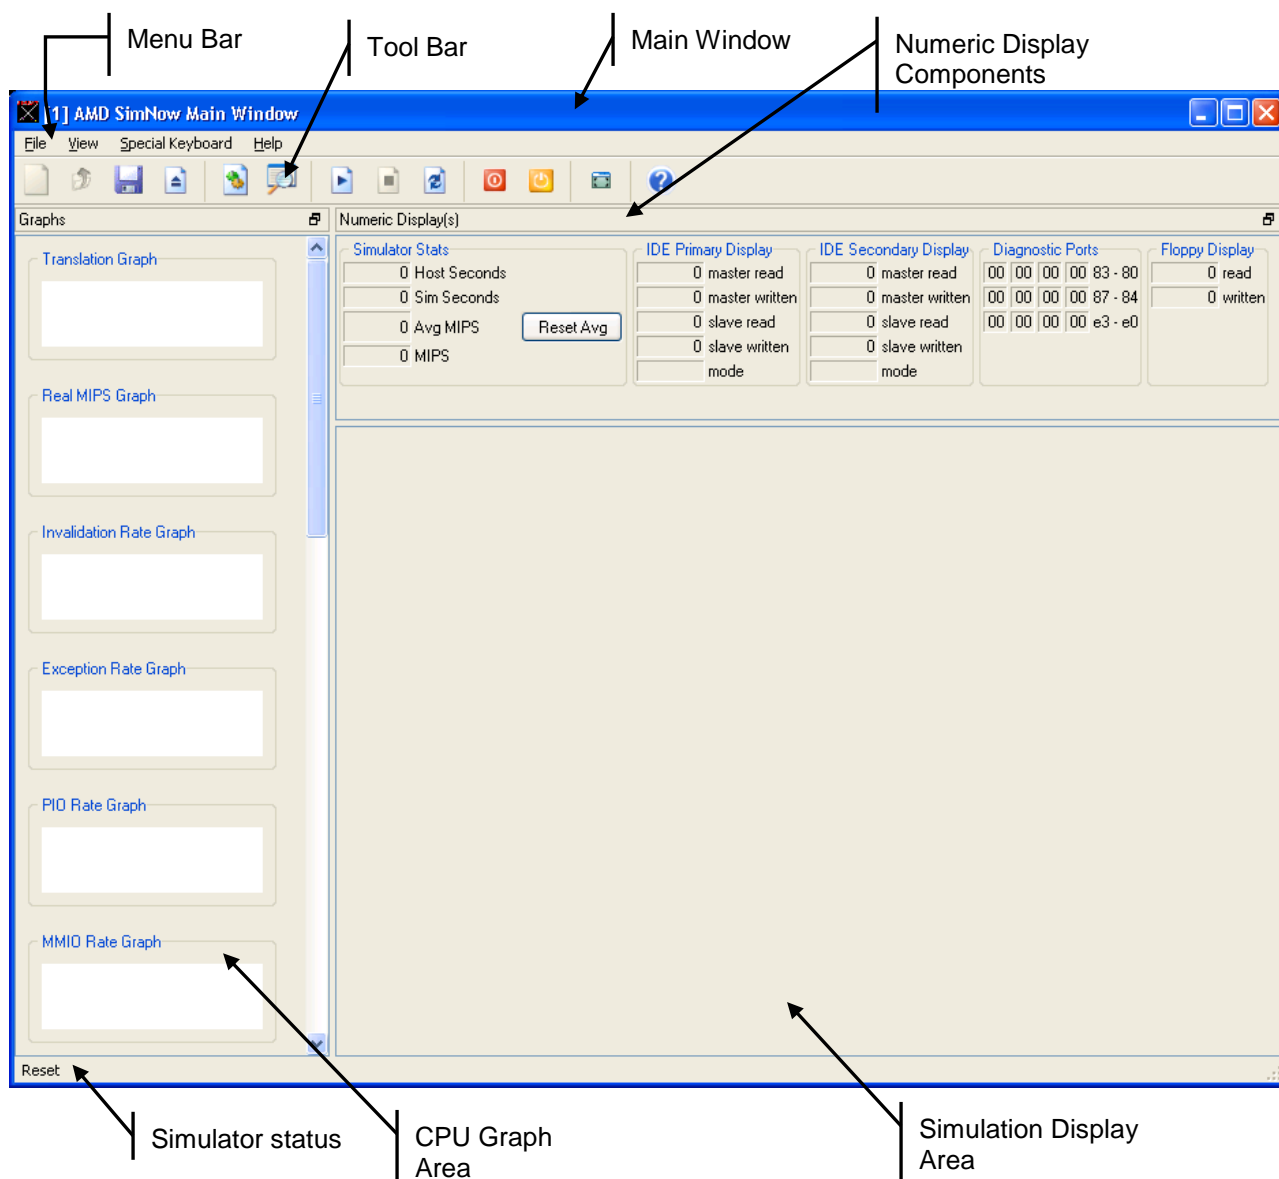 Menu Bar
Tool Bar
Main Window
Numeric Display
Components
[1] AMD SimNow Main Window
File View Special Keyboard Help
Graphs
Numeric Display(s)
Translation Graph
Real MIPS Graph
Invalidation Rate Graph
Exception Rate Graph
PIO Rate Graph
MMIO Rate Graph
Simulator Stats
0 Host Seconds
0 Sim Seconds
0 Avg MIPS Reset Avg
0 MIPS
IDE Primary Display
0 master read
0 master written
0 slave read
0 slave written
mode
IDE Secondary Display
0 master read
0 master written
0 slave read
0 slave written
mode
Diagnostic Ports
00 00 00 00 83 - 80
00 00 00 00 87 - 84
00 00 00 00 e3 - e0
Floppy Display
0 read
0 written
Reset
Simulator status
CPU Graph
Area
Simulation Display
Area